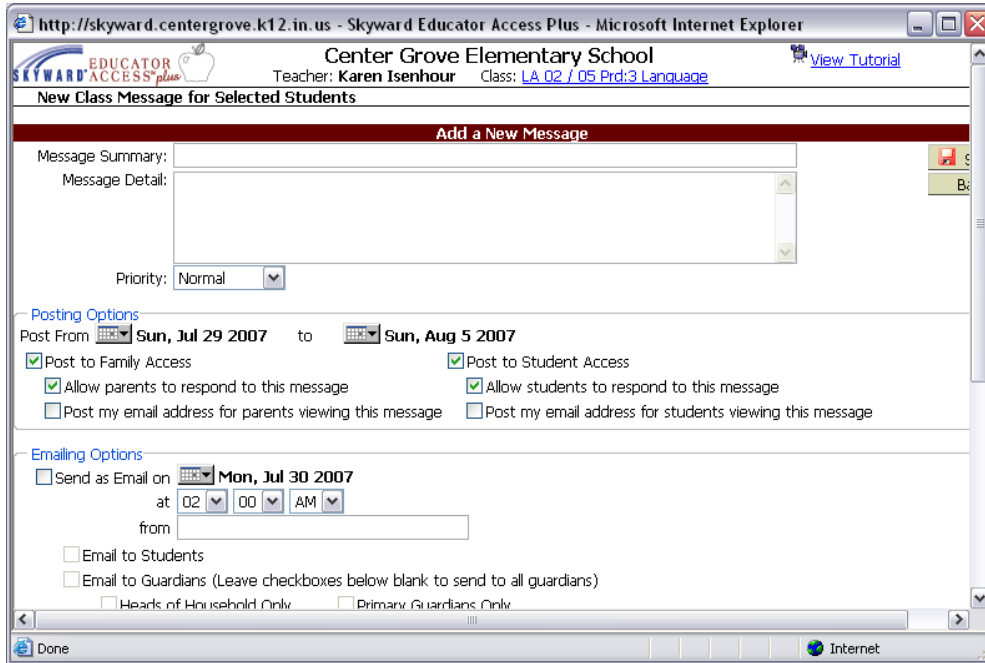 http://skyward.centergrove.k12.in.us - Skyward Educator Access Plus - Microsoft Internet Explorer
SKYWARD EDUCATOR ACCESS plus
Center Grove Elementary School
View Tutorial
Teacher: Karen Isenhour Class: LA 02 / 05 Prd:3 Language
New Class Message for Selected Students
Add a New Message
Message Summary:
Message Detail:
Priority: Normal
Posting Options
Post From Sun, Jul 29 2007 to Sun, Aug 5 2007
Post to Family Access Post to Student Access
Allow parents to respond to this message Allow students to respond to this message
Post my email address for parents viewing this message Post my email address for students viewing this message
Emailing Options
Send as Email on Mon, Jul 30 2007
at 02 00 AM
from
Email to Students
Email to Guardians (Leave checkboxes below blank to send to all guardians)
Heads of Household Only Primary Guardians Only
Done Internet